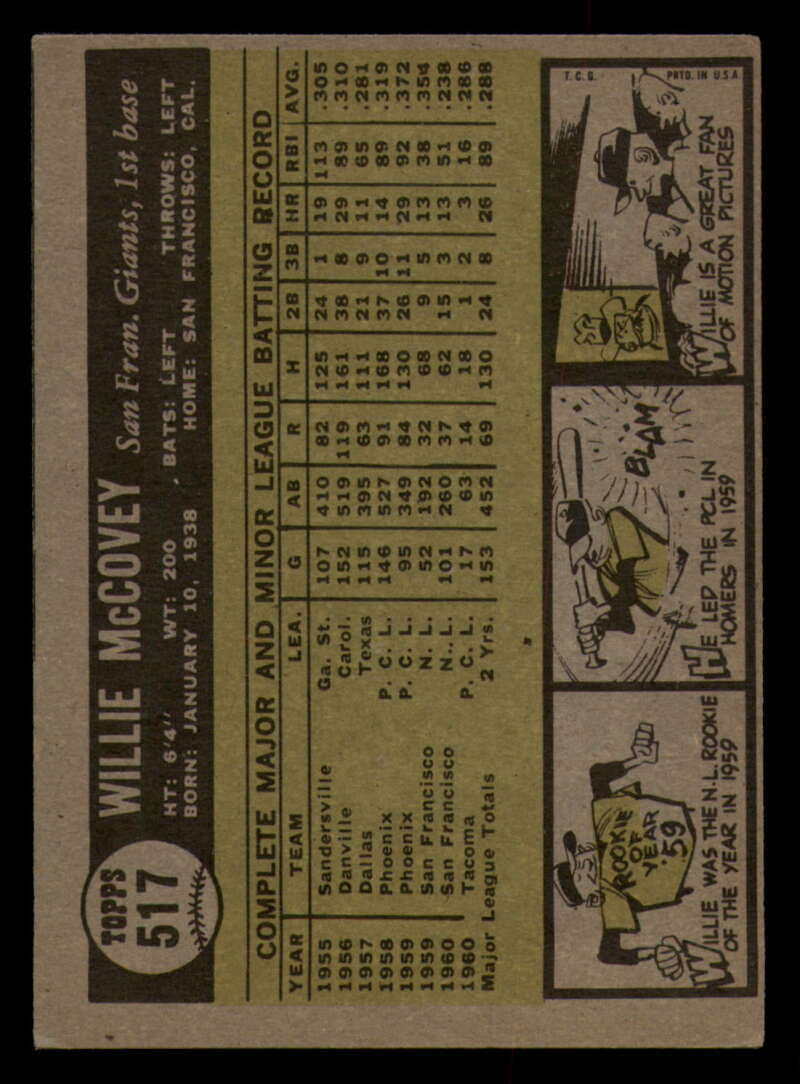 TOPPS
517
WILLIE McCOVEY San Fran. Giants, 1st base
HT: 6'4" WT: 200 BATS: LEFT THROWS: LEFT
BORN: JANUARY 10, 1938 HOME: SAN FRANCISCO, CAL.
COMPLETE MAJOR AND MINOR LEAGUE BATTING RECORD
YEAR TEAM LEA. G AB R H 2B 3B HR RBI AVG.
1955 Sandersville Ga. St. 107 410 82 125 24 1 19 113 .305
1956 Danville Carol. 152 519 119 161 38 8 29 89 .310
1957 Dallas Texas 115 395 63 111 21 9 11 65 .281
1958 Phoenix P. C. L. 146 527 91 168 37 10 14 89 .319
1959 Phoenix P. C. L. 95 349 84 130 26 11 29 92 .372
1959 San Francisco N. L. 52 192 32 68 9 5 13 38 .354
1960 San Francisco N. L. 101 260 37 62 15 3 13 51 .238
1960 Tacoma P. C. L. 17 63 14 18 1 2 3 16 .286
Major League Totals 2 Yrs. 153 452 69 130 24 8 26 89 .288
ROOKIE
OF
YEAR
'59
WILLIE WAS THE N.L. ROOKIE
OF THE YEAR IN 1959
BLAM
HE LED THE PCL IN
HOMERS IN 1959
T.C.G. PRTD. IN U.S.A.
WILLIE IS A GREAT FAN
OF MOTION PICTURES